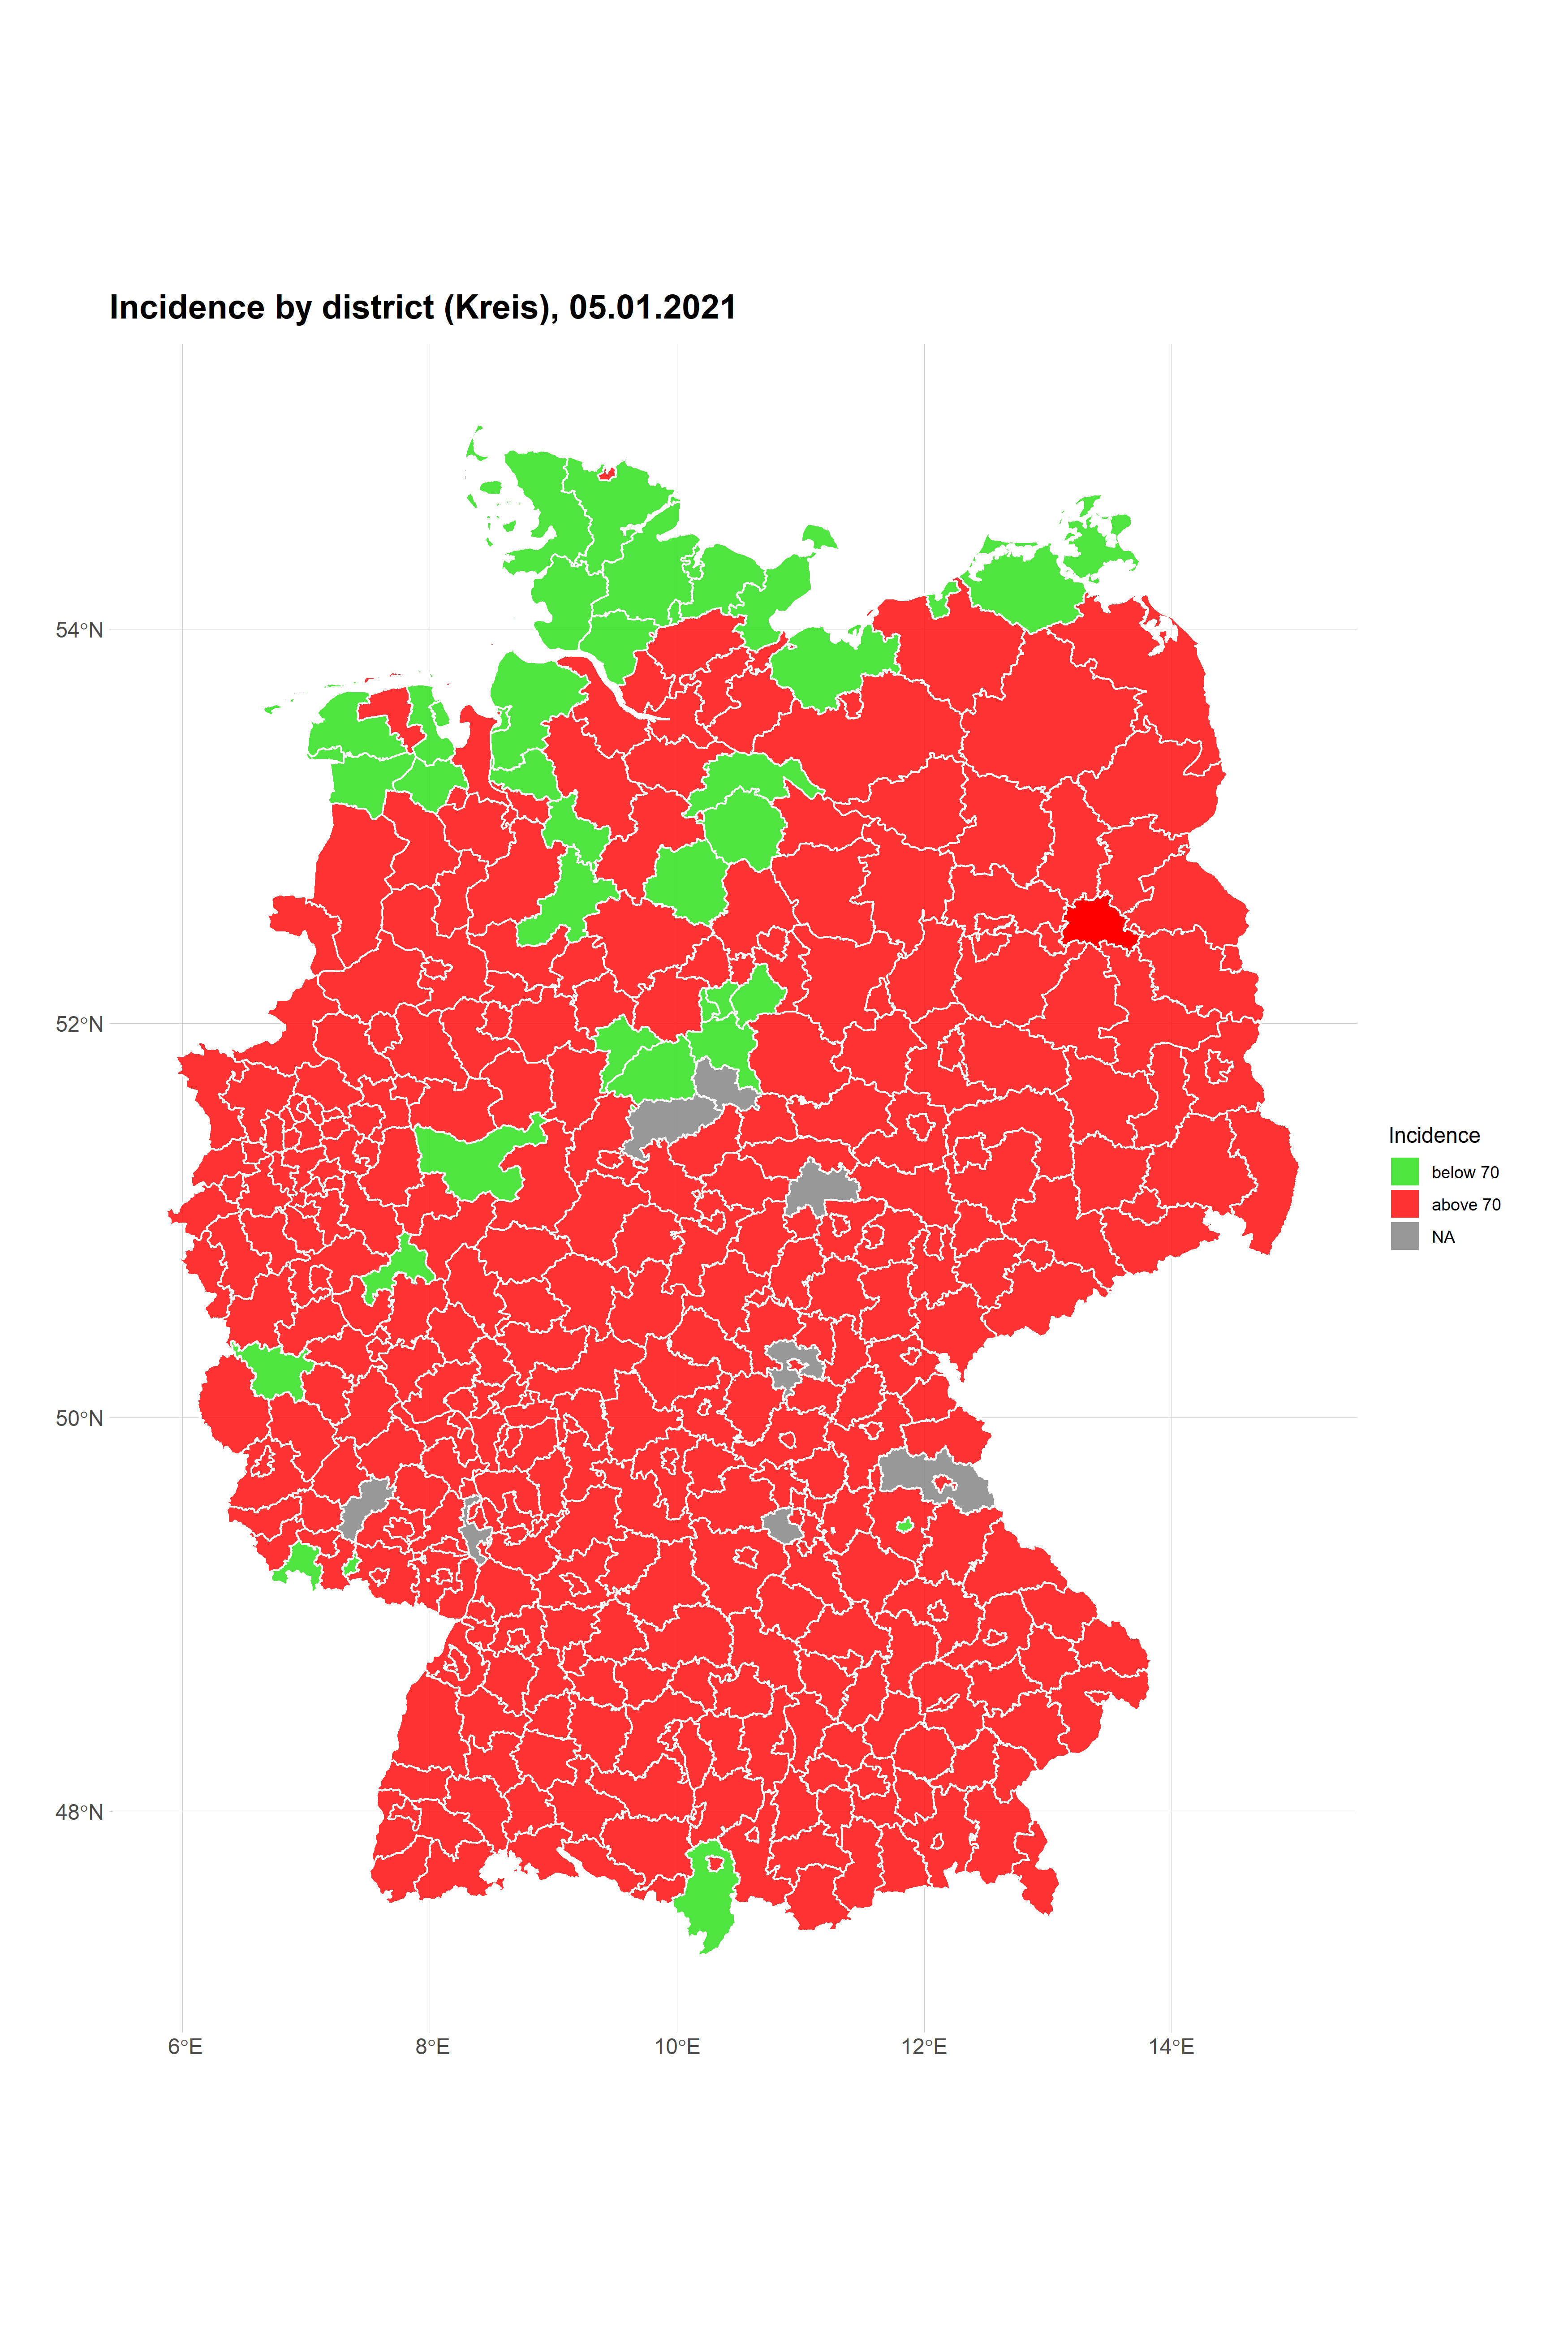 Incidence by district (Kreis), 05.01.2021
54°N
52°N
50°N
48°N
6°E
8°E
10°E
12°E
14°E
Incidence
below 70
above 70
NA